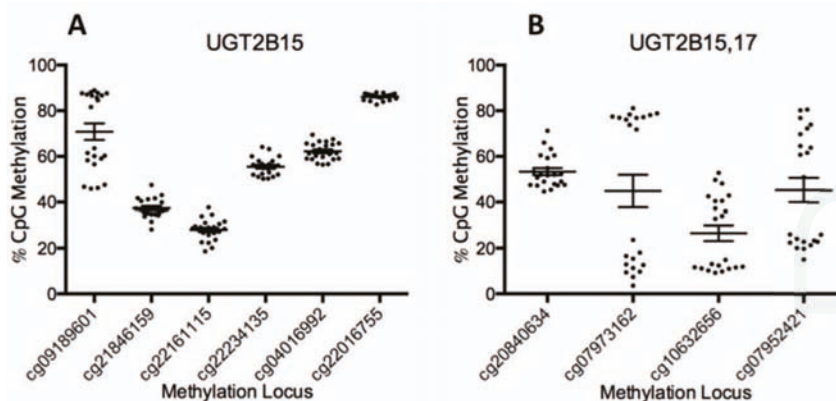 A
UGT2B15
% CpG Methylation
100
80
60
40
20
0
cg09189601
cg21846159
cg22161115
cg22234135
cg04016992
cg22016755
Methylation Locus
B
UGT2B15,17
% CpG Methylation
100
80
60
40
20
0
cg20840634
cg07973162
cg10632656
cg07952421
Methylation Locus